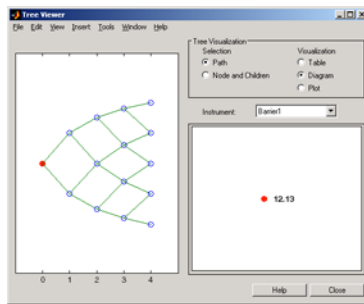 Tree Viewer
File Edit View Insert Tools Window Help
Tree Visualization
Selection
Visualization
Path
Table
Node and Children
Diagram
Plot
Instrument:
Barrier1
12.13
0 1 2 3 4
Help
Close